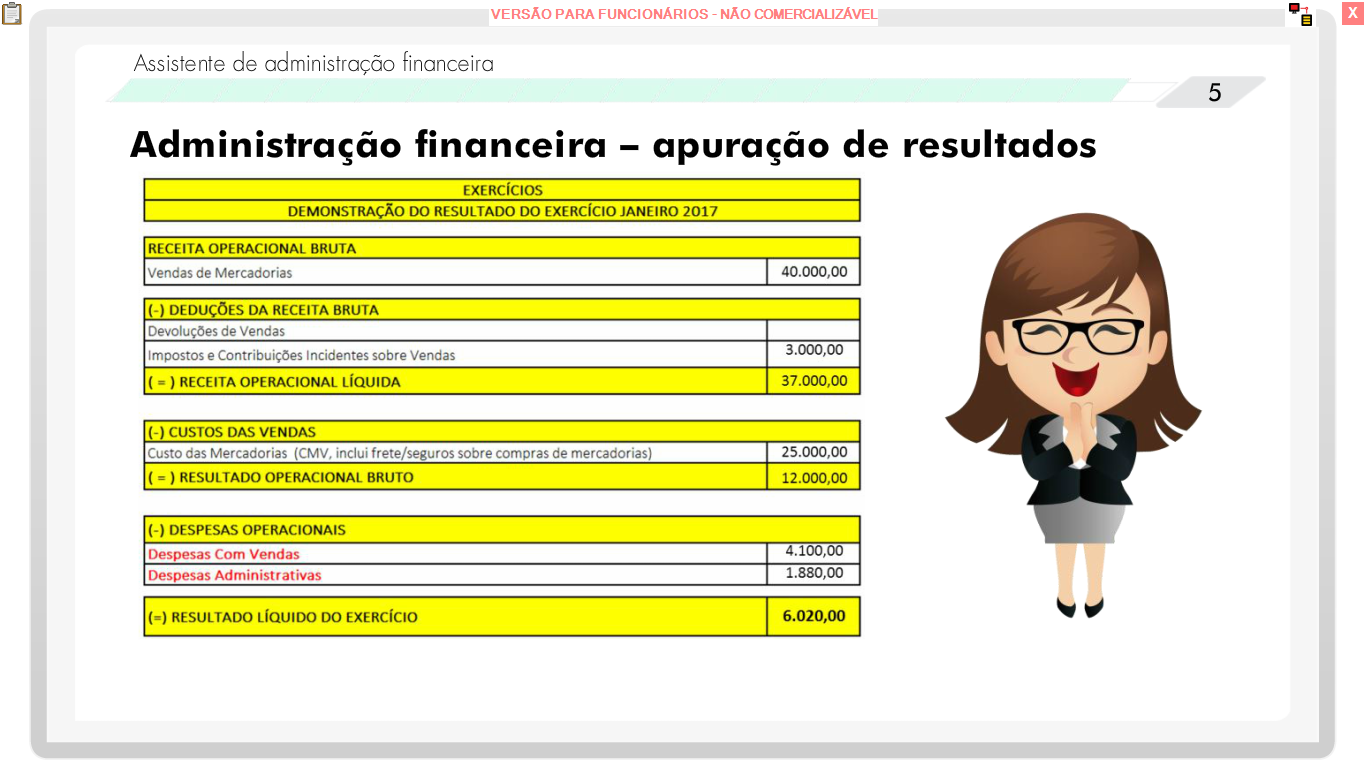 VERSÃO PARA FUNCIONÁRIOS - NÃO COMERCIALIZÁVEL
X
Assistente de administração financeira
5
Administração financeira – apuração de resultados
EXERCÍCIOS
DEMONSTRAÇÃO DO RESULTADO DO EXERCÍCIO JANEIRO 2017
RECEITA OPERACIONAL BRUTA
Vendas de Mercadorias 40.000,00
(-) DEDUÇÕES DA RECEITA BRUTA
Devoluções de Vendas
Impostos e Contribuições Incidentes sobre Vendas 3.000,00
( = ) RECEITA OPERACIONAL LÍQUIDA 37.000,00
(-) CUSTOS DAS VENDAS
Custo das Mercadorias (CMV, inclui frete/seguros sobre compras de mercadorias) 25.000,00
( = ) RESULTADO OPERACIONAL BRUTO 12.000,00
(-) DESPESAS OPERACIONAIS
Despesas Com Vendas 4.100,00
Despesas Administrativas 1.880,00
(=) RESULTADO LÍQUIDO DO EXERCÍCIO 6.020,00